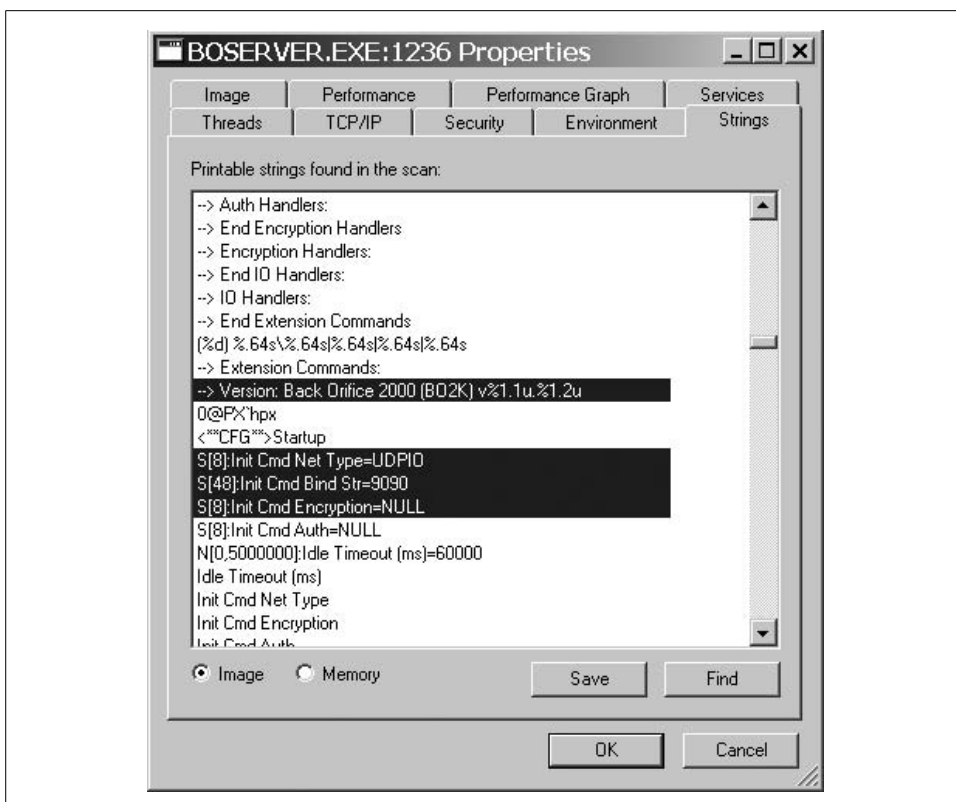 BOSERVER.EXE:1236 Properties
Image Performance Performance Graph Services
Threads TCP/IP Security Environment Strings
Printable strings found in the scan:
--> Auth Handlers:
--> End Encryption Handlers
--> Encryption Handlers:
--> End IO Handlers:
--> IO Handlers:
--> End Extension Commands
(%d) %.64s\%.64s|%.64s|%.64s|%.64s
--> Extension Commands:
--> Version: Back Orifice 2000 (BO2K) v%1.1u.%1.2u
0@PX`hpx
<**CFG**>Startup
S[8]:Init Cmd Net Type=UDPIO
S[48]:Init Cmd Bind Str=9090
S[8]:Init Cmd Encryption=NULL
S[8]:Init Cmd Auth=NULL
N[0,5000000]:Idle Timeout (ms)=60000
Idle Timeout (ms)
Init Cmd Net Type
Init Cmd Encryption
Init Cmd Auth
Image Memory Save Find
OK Cancel